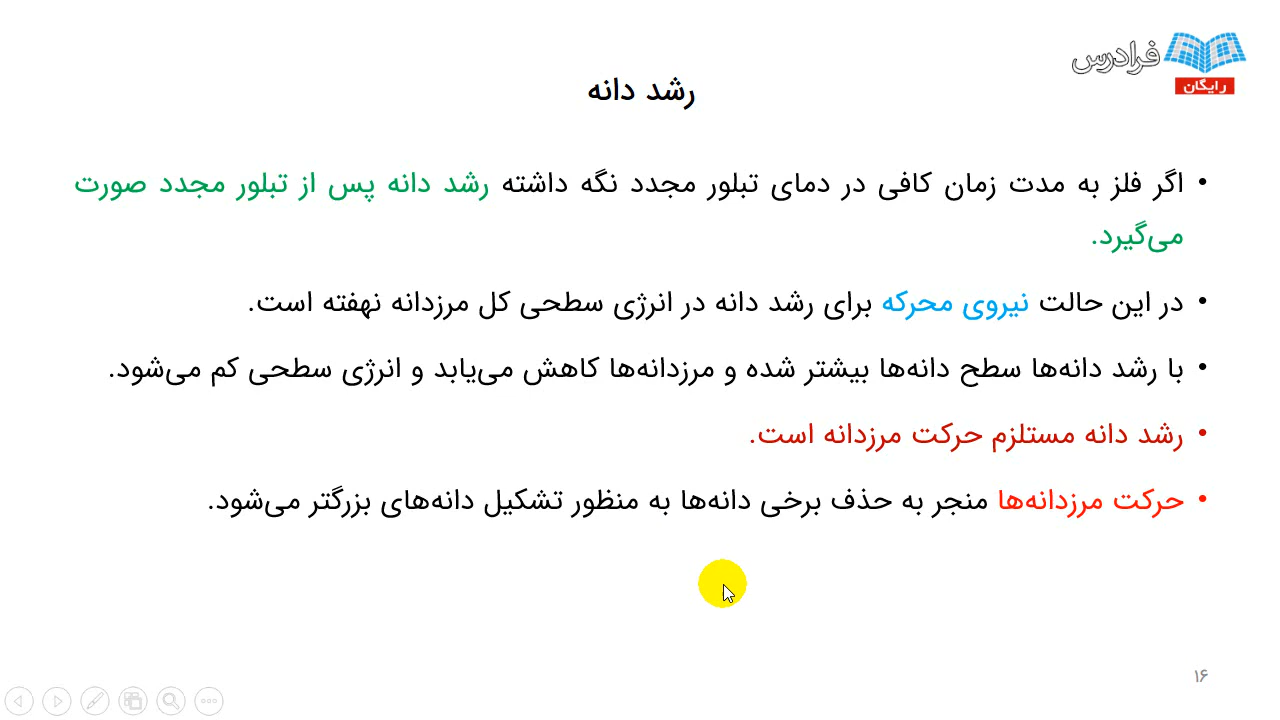 فرادرس
رایگان
رشد دانه
• اگر فلز به مدت زمان کافی در دمای تبلور مجدد نگه داشته رشد دانه پس از تبلور مجدد صورت
می‌گیرد.
• در این حالت نیروی محرکه برای رشد دانه در انرژی سطحی کل مرزدانه نهفته است.
• با رشد دانه‌ها سطح دانه‌ها بیشتر شده و مرزدانه‌ها کاهش می‌یابد و انرژی سطحی کم می‌شود.
• رشد دانه مستلزم حرکت مرزدانه است.
• حرکت مرزدانه‌ها منجر به حذف برخی دانه‌ها به منظور تشکیل دانه‌های بزرگتر می‌شود.
۱۶